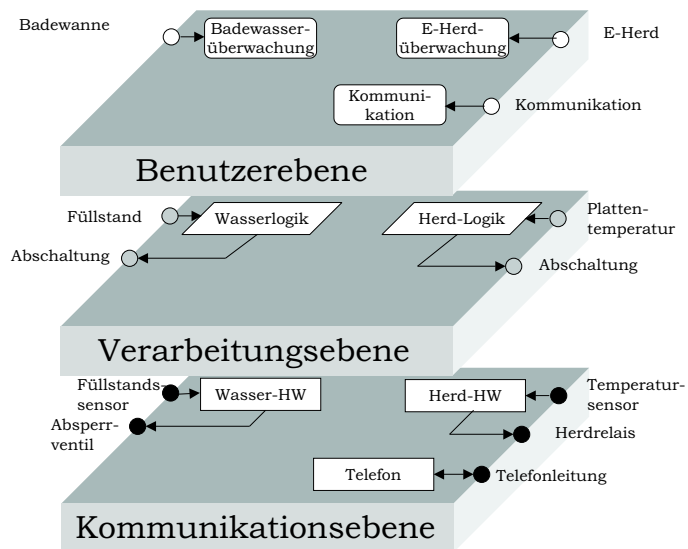 Badewanne
Badewasser-
überwachung
E-Herd-
überwachung
E-Herd
Kommuni-
kation
Kommunikation
Benutzerebene
Füllstand
Wasserlogik
Herd-Logik
Platten-
temperatur
Abschaltung
Abschaltung
Verarbeitungsebene
Füllstands-
sensor
Wasser-HW
Herd-HW
Temperatur-
sensor
Absperr-
ventil
Herdrelais
Telefon
Telefonleitung
Kommunikationsebene